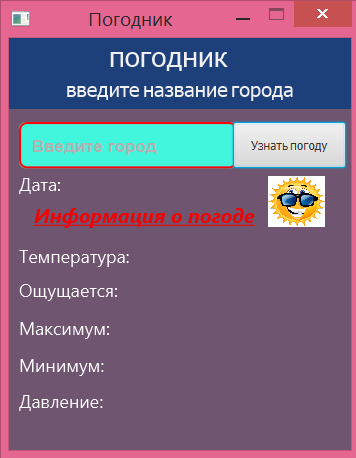 Погодник
ПОГОДНИК
введите название города
Введите город
Узнать погоду
Дата:
Информация о погоде
Температура:
Ощущается:
Максимум:
Минимум:
Давление: